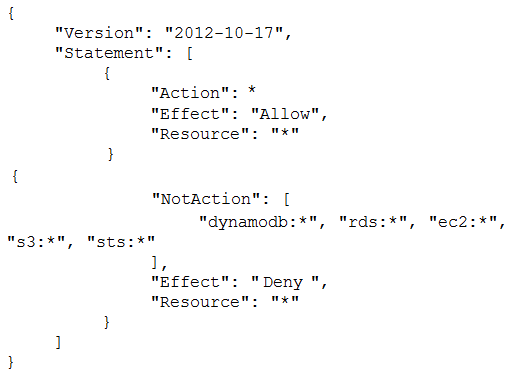 {
"Version": "2012-10-17",
"Statement": [
{
"Action": *
"Effect": "Allow",
"Resource": "*"
}
{
"NotAction": [
"dynamodb:*", "rds:*", "ec2:*",
"s3:*", "sts:*"
],
"Effect": "Deny ",
"Resource": "*"
}
]
}